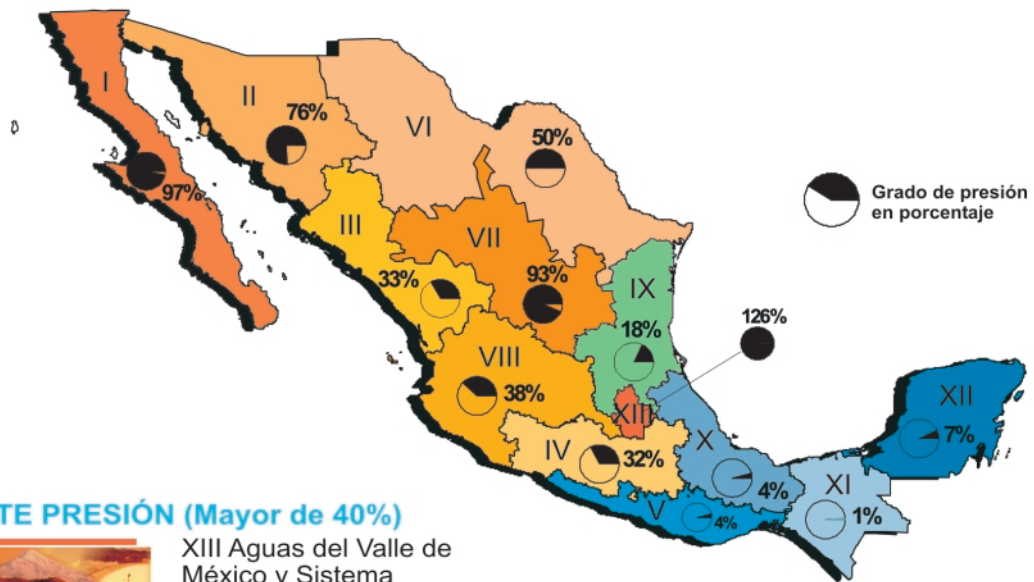 I
II
76%
VI
50%
97%
Grado de presión
en porcentaje
III
VII
33%
93%
IX
126%
18%
VIII
38%
XIII
XII
7%
IV
32%
X
4%
XI
1%
V
4%
TE PRESIÓN (Mayor de 40%)
XIII Aguas del Valle de
México y Sistema